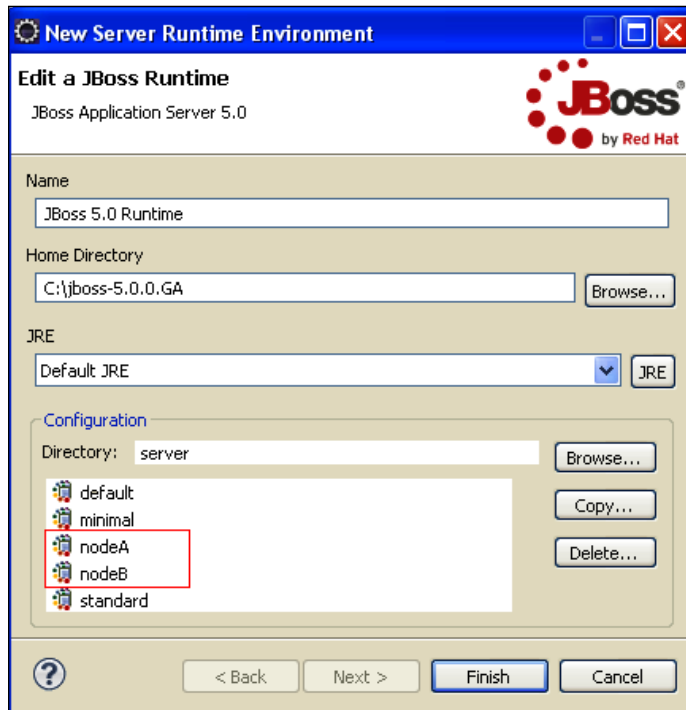 New Server Runtime Environment
Edit a JBoss Runtime
JBoss Application Server 5.0
JBoss®
by Red Hat
Name
JBoss 5.0 Runtime
Home Directory
C:\jboss-5.0.0.GA
Browse...
JRE
Default JRE
JRE
Configuration
Directory: server
Browse...
default
minimal
Copy...
nodeA
nodeB
Delete...
standard
?
< Back Next > Finish Cancel